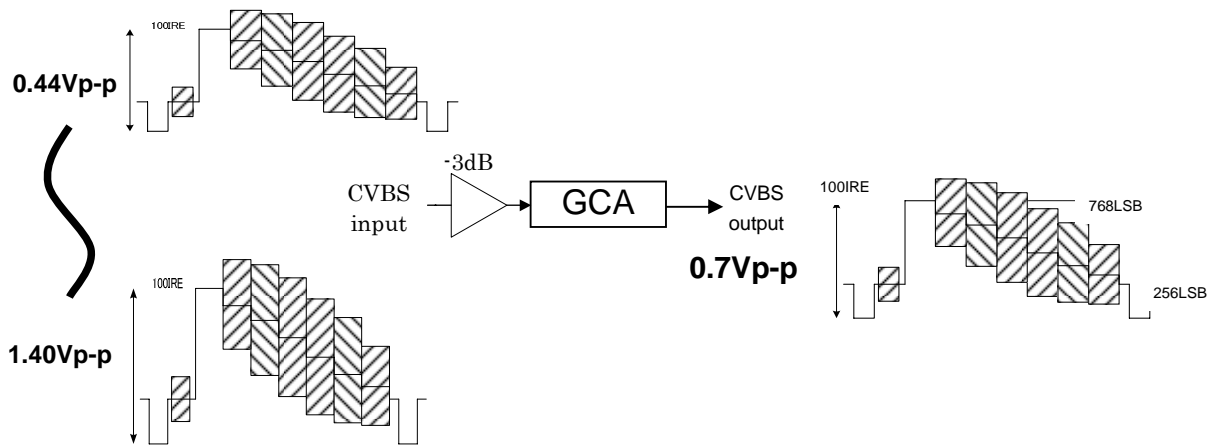 100IRE
0.44Vp-p
-3dB
CVBS
input
GCA
CVBS
output
0.7Vp-p
100IRE
768LSB
256LSB
100IRE
1.40Vp-p